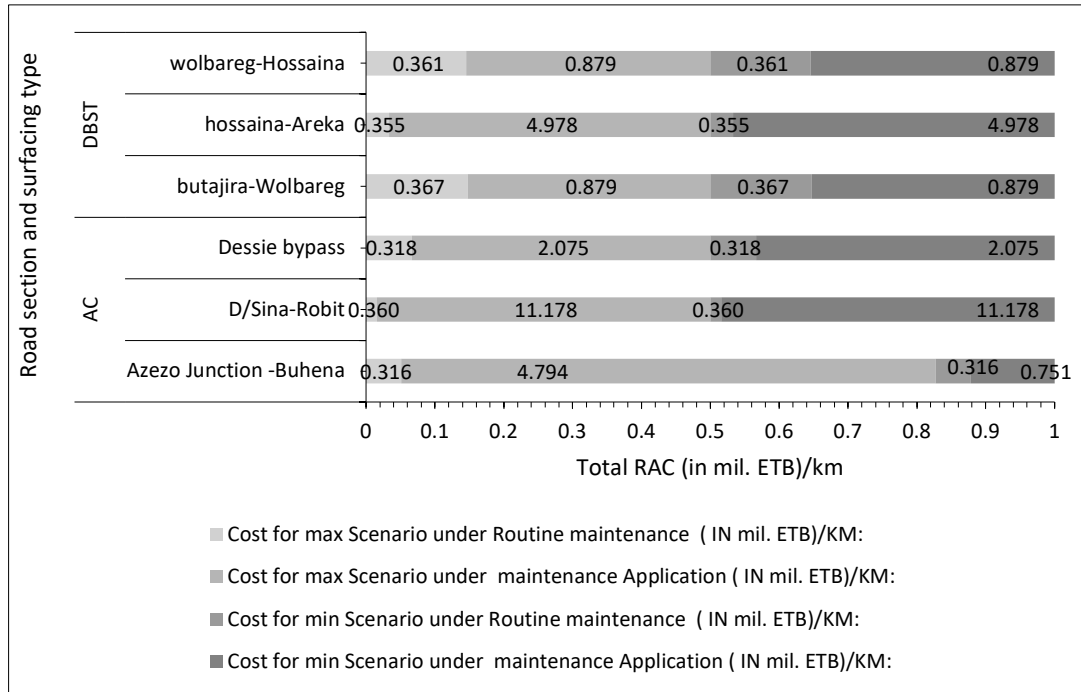 Road section and surfacing type
DBST
wolbareg-Hossaina
0.361 0.879 0.361 0.879
hossaina-Areka
0.355 4.978 0.355 4.978
butajira-Wolbareg
0.367 0.879 0.367 0.879
AC
Dessie bypass
0.318 2.075 0.318 2.075
D/Sina-Robit
0.360 11.178 0.360 11.178
Azezo Junction -Buhena
0.316 4.794 0.316 0.751
0 0.1 0.2 0.3 0.4 0.5 0.6 0.7 0.8 0.9 1
Total RAC (in mil. ETB)/km
Cost for max Scenario under Routine maintenance ( IN mil. ETB)/KM:
Cost for max Scenario under maintenance Application ( IN mil. ETB)/KM:
Cost for min Scenario under Routine maintenance ( IN mil. ETB)/KM:
Cost for min Scenario under maintenance Application ( IN mil. ETB)/KM: